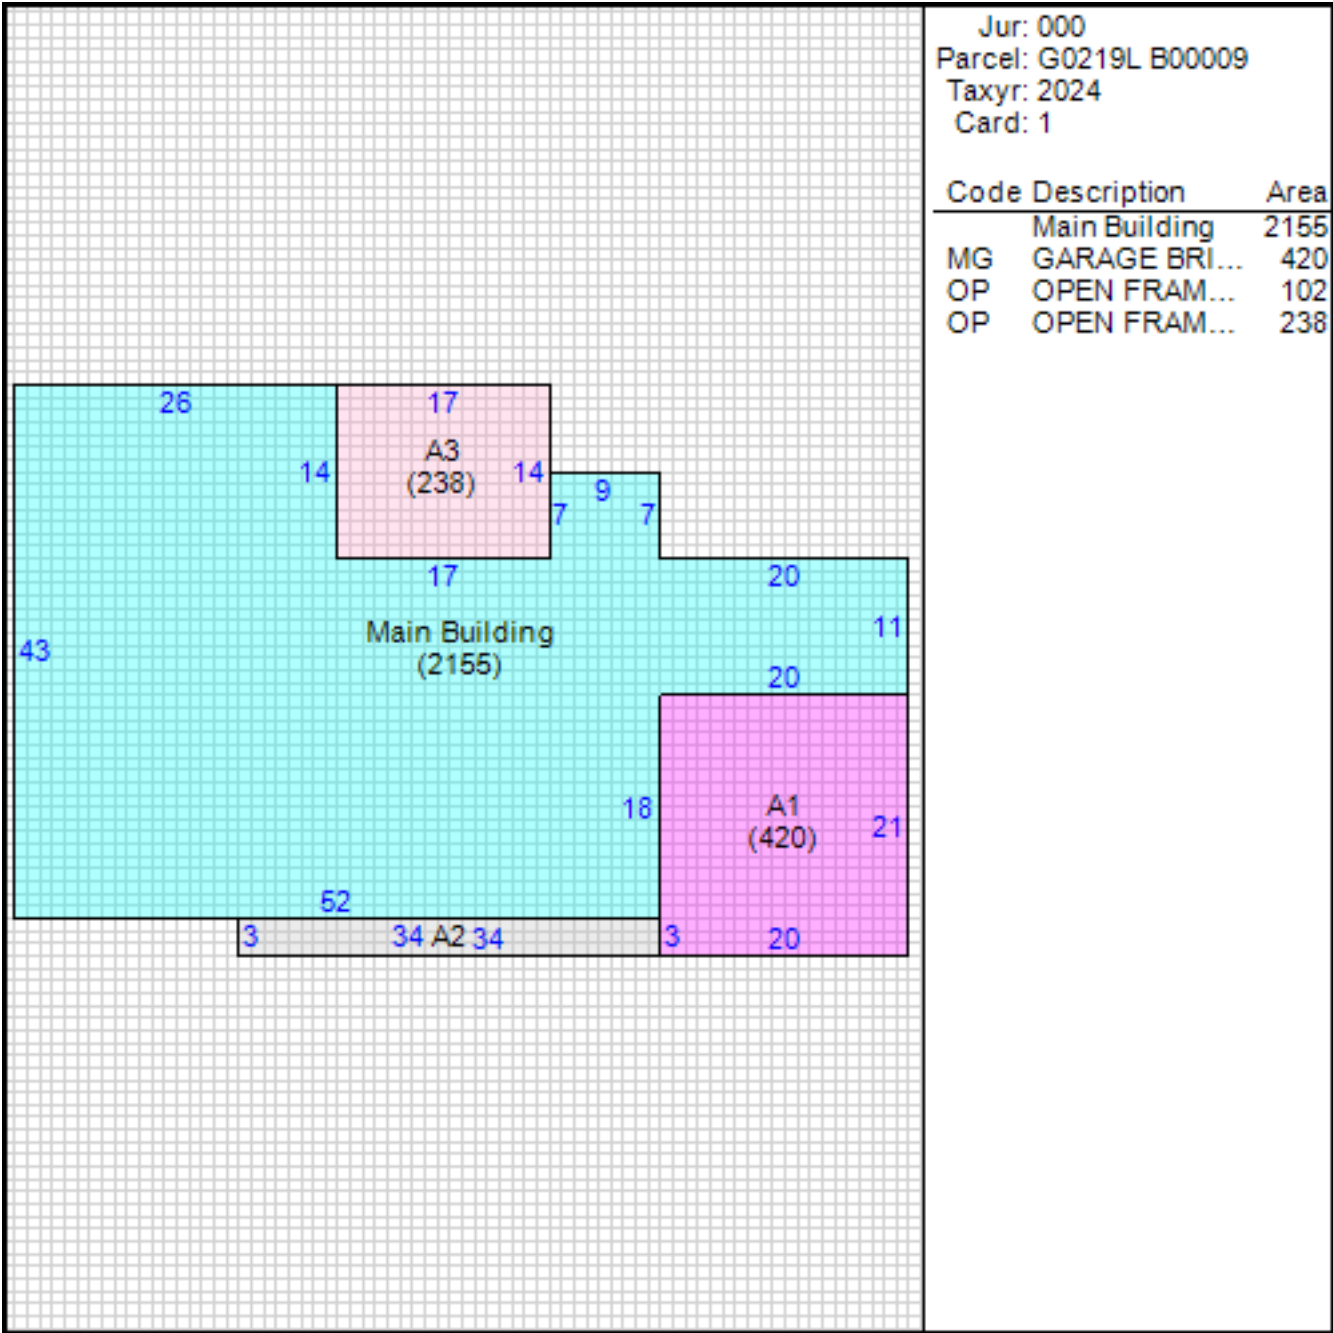 Jur: 000
Parcel: G0219L B00009
Taxyr: 2024
Card: 1
Code Description Area
Main Building 2155
MG GARAGE BRI... 420
OP OPEN FRAM... 102
OP OPEN FRAM... 238
26
17
A3
14
14
(238)
9
7
7
17
20
11
Main Building
43
(2155)
20
18
A1
21
(420)
52
3
34 A2 34
3
20